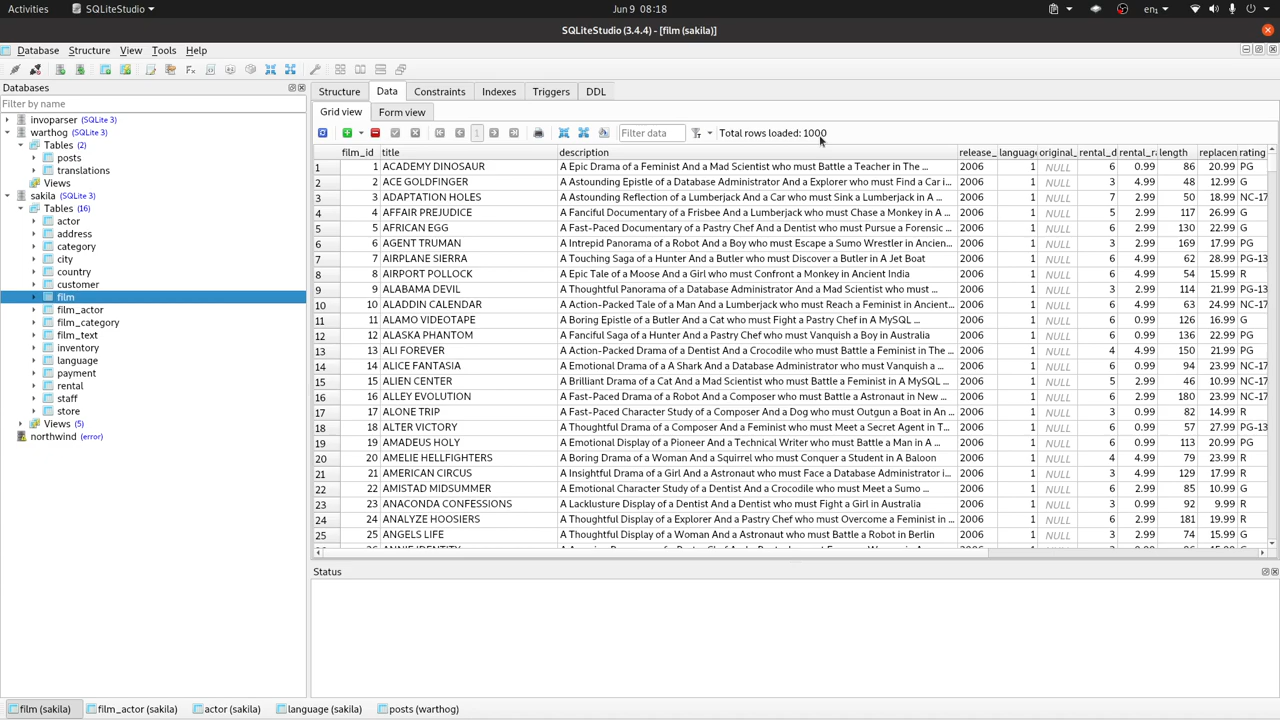 Activities SQLiteStudio Jun 9 08:18 en₁
SQLiteStudio (3.4.4) - [film (sakila)]
Database Structure View Tools Help
Databases
Structure Data Constraints Indexes Triggers DDL
Filter by name
Grid view Form view
invoparser (SQLite 3)
warthog (SQLite 3)
Tables (2)
posts
translations
Views
sakila (SQLite 3)
Tables (16)
actor
address
category
city
country
customer
film
film_actor
film_category
film_text
inventory
language
payment
rental
staff
store
Views (5)
northwind (error)
1 Filter data Total rows loaded: 1000
film_id title description release_ language original_ rental_d rental_ra length replacen rating
1 1 ACADEMY DINOSAUR A Epic Drama of a Feminist And a Mad Scientist who must Battle a Teacher in The ... 2006 1 NULL 6 0.99 86 20.99 PG
2 2 ACE GOLDFINGER A Astounding Epistle of a Database Administrator And a Explorer who must Find a Car i... 2006 1 NULL 3 4.99 48 12.99 G
3 3 ADAPTATION HOLES A Astounding Reflection of a Lumberjack And a Car who must Sink a Lumberjack in A ... 2006 1 NULL 7 2.99 50 18.99 NC-17
4 4 AFFAIR PREJUDICE A Fanciful Documentary of a Frisbee And a Lumberjack who must Chase a Monkey in A ... 2006 1 NULL 5 2.99 117 26.99 G
5 5 AFRICAN EGG A Fast-Paced Documentary of a Pastry Chef And a Dentist who must Pursue a Forensic ... 2006 1 NULL 6 2.99 130 22.99 G
6 6 AGENT TRUMAN A Intrepid Panorama of a Robot And a Boy who must Escape a Sumo Wrestler in Ancien... 2006 1 NULL 3 2.99 169 17.99 PG
7 7 AIRPLANE SIERRA A Touching Saga of a Hunter And a Butler who must Discover a Butler in A Jet Boat 2006 1 NULL 6 4.99 62 28.99 PG-13
8 8 AIRPORT POLLOCK A Epic Tale of a Moose And a Girl who must Confront a Monkey in Ancient India 2006 1 NULL 6 4.99 54 15.99 R
9 9 ALABAMA DEVIL A Thoughtful Panorama of a Database Administrator And a Mad Scientist who must ... 2006 1 NULL 3 2.99 114 21.99 PG-13
10 10 ALADDIN CALENDAR A Action-Packed Tale of a Man And a Lumberjack who must Reach a Feminist in Ancient... 2006 1 NULL 6 4.99 63 24.99 NC-17
11 11 ALAMO VIDEOTAPE A Boring Epistle of a Butler And a Cat who must Fight a Pastry Chef in A MySQL ... 2006 1 NULL 6 0.99 126 16.99 G
12 12 ALASKA PHANTOM A Fanciful Saga of a Hunter And a Pastry Chef who must Vanquish a Boy in Australia 2006 1 NULL 6 0.99 136 22.99 PG
13 13 ALI FOREVER A Action-Packed Drama of a Dentist And a Crocodile who must Battle a Feminist in The ... 2006 1 NULL 4 4.99 150 21.99 PG
14 14 ALICE FANTASIA A Emotional Drama of a A Shark And a Database Administrator who must Vanquish a ... 2006 1 NULL 6 0.99 94 23.99 NC-17
15 15 ALIEN CENTER A Brilliant Drama of a Cat And a Mad Scientist who must Battle a Feminist in A MySQL ... 2006 1 NULL 5 2.99 46 10.99 NC-17
16 16 ALLEY EVOLUTION A Fast-Paced Drama of a Robot And a Composer who must Battle a Astronaut in New ... 2006 1 NULL 6 2.99 180 23.99 NC-17
17 17 ALONE TRIP A Fast-Paced Character Study of a Composer And a Dog who must Outgun a Boat in An ... 2006 1 NULL 3 0.99 82 14.99 R
18 18 ALTER VICTORY A Thoughtful Drama of a Composer And a Feminist who must Meet a Secret Agent in T... 2006 1 NULL 6 0.99 57 27.99 PG-13
19 19 AMADEUS HOLY A Emotional Display of a Pioneer And a Technical Writer who must Battle a Man in A ... 2006 1 NULL 6 0.99 113 20.99 PG
20 20 AMELIE HELLFIGHTERS A Boring Drama of a Woman And a Squirrel who must Conquer a Student in A Baloon 2006 1 NULL 4 4.99 79 23.99 R
21 21 AMERICAN CIRCUS A Insightful Drama of a Girl And a Astronaut who must Face a Database Administrator i... 2006 1 NULL 3 4.99 129 17.99 R
22 22 AMISTAD MIDSUMMER A Emotional Character Study of a Dentist And a Crocodile who must Meet a Sumo ... 2006 1 NULL 6 2.99 85 10.99 G
23 23 ANACONDA CONFESSIONS A Lacklusture Display of a Dentist And a Dentist who must Fight a Girl in Australia 2006 1 NULL 3 0.99 92 9.99 R
24 24 ANALYZE HOOSIERS A Thoughtful Display of a Explorer And a Pastry Chef who must Overcome a Feminist in ... 2006 1 NULL 6 2.99 181 19.99 R
25 25 ANGELS LIFE A Thoughtful Display of a Woman And a Astronaut who must Battle a Robot in Berlin 2006 1 NULL 3 2.99 74 15.99 G
Status
film (sakila) film_actor (sakila) actor (sakila) language (sakila) posts (warthog)